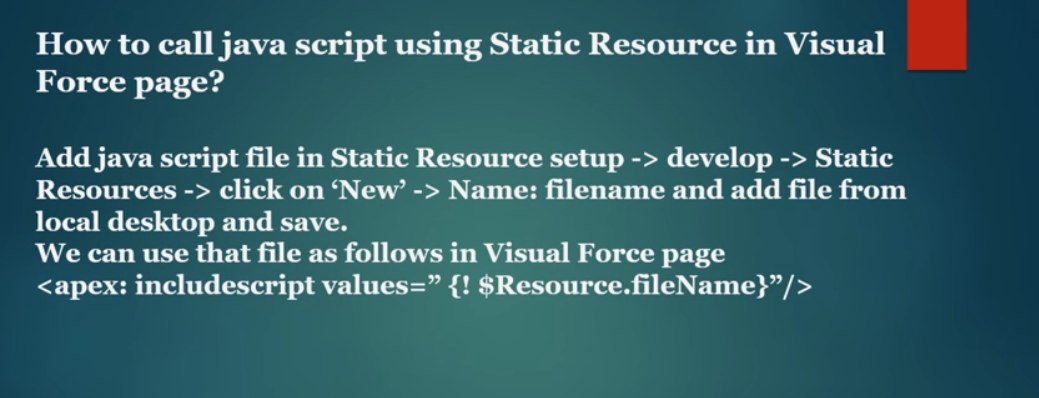 How to call java script using Static Resource in Visual
Force page?
Add java script file in Static Resource setup -> develop -> Static
Resources -> click on ‘New’ -> Name: filename and add file from
local desktop and save.
We can use that file as follows in Visual Force page
<apex: includescript values=” {! $Resource.fileName}”/>